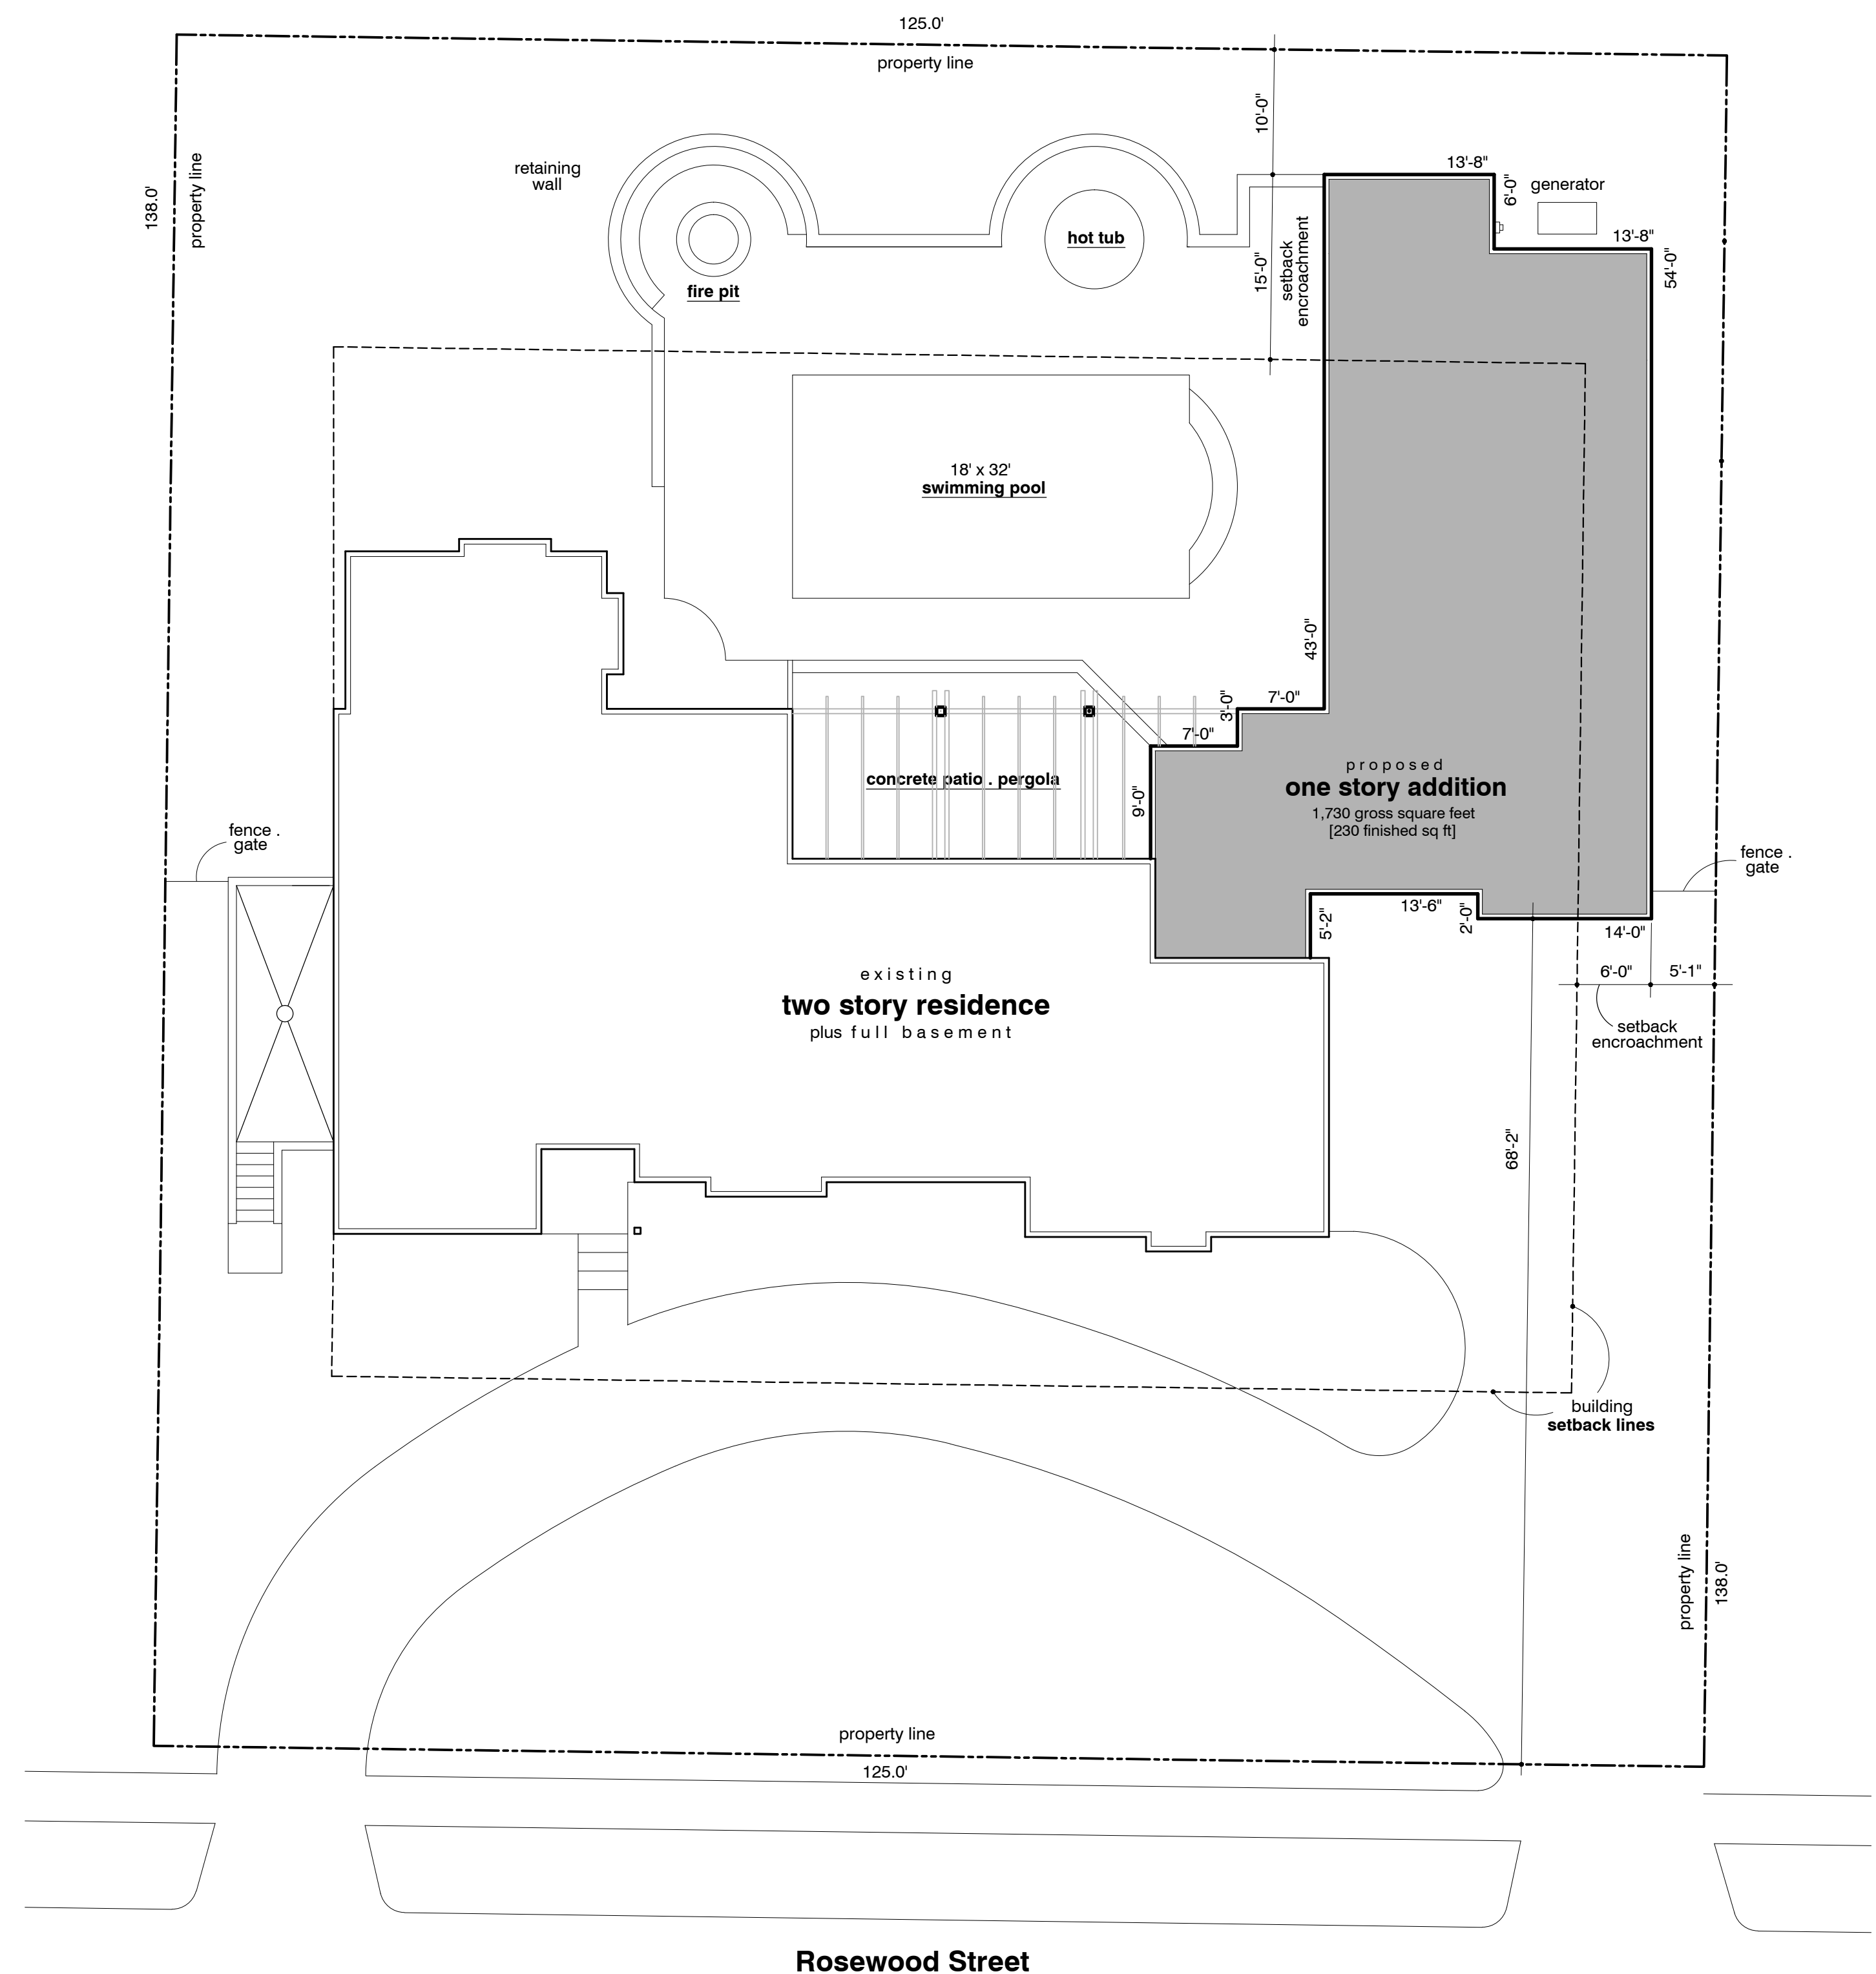 125.0'
property line
10'-0"
138.0'
property line
retaining
wall
13'-8"
6'-0"
generator
13'-8"
54'-0"
hot tub
15'-0"
setback
encroachment
fire pit
18' x 32'
swimming pool
43'-0"
7'-0"
3'-0"
7'-0"
proposed
one story addition
1,730 gross square feet
[230 finished sq ft]
concrete patio . pergola
9'-0"
fence .
gate
fence .
gate
13'-6"
2'-0"
5'-2"
14'-0"
6'-0"
5'-1"
existing
two story residence
plus full basement
setback
encroachment
68'-2"
building
setback lines
property line
138.0'
property line
125.0'
Rosewood Street